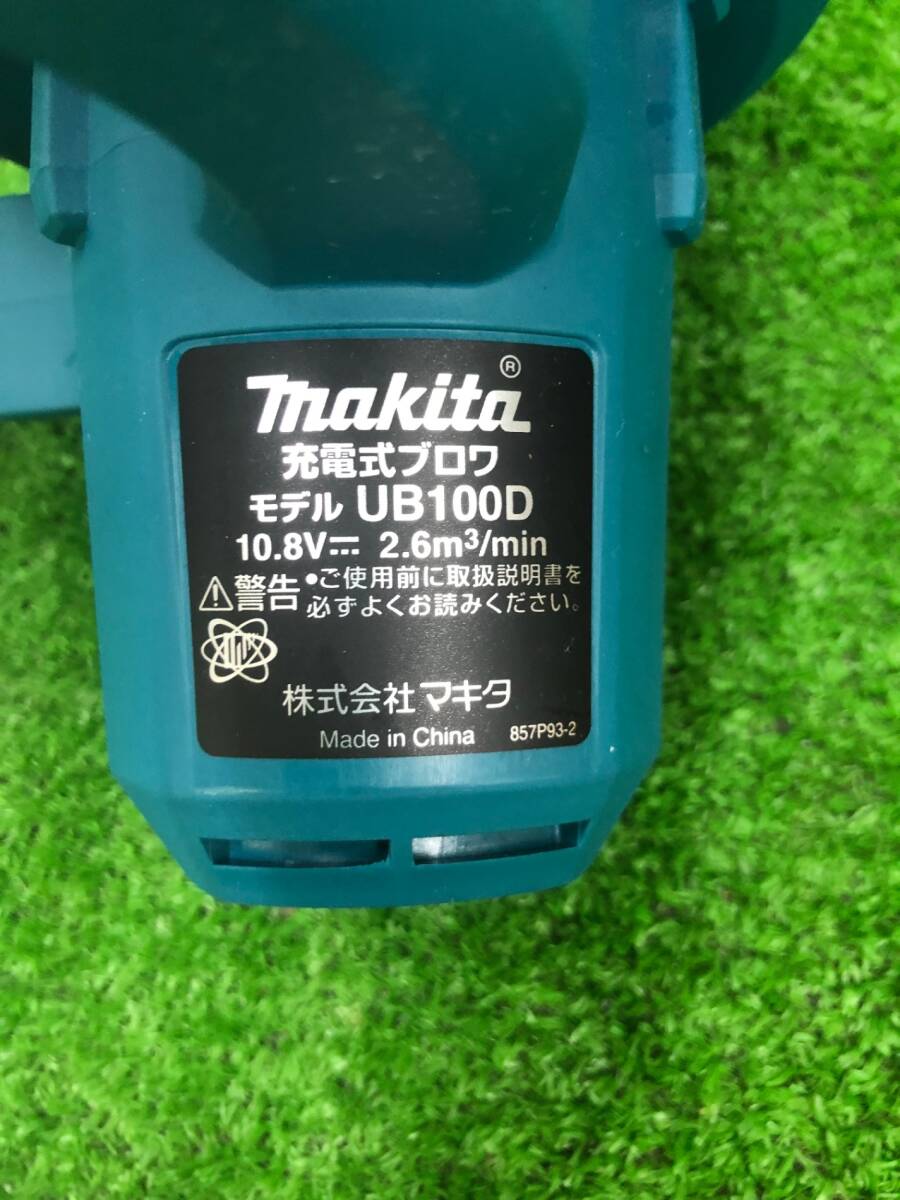 makita®
充電式ブロワ
モデル UB100D
10.8V⎓ 2.6m³/min
⚠警告 •ご使用前に取扱説明書を
必ずよくお読みください。
株式会社マキタ
Made in China 857P93-2